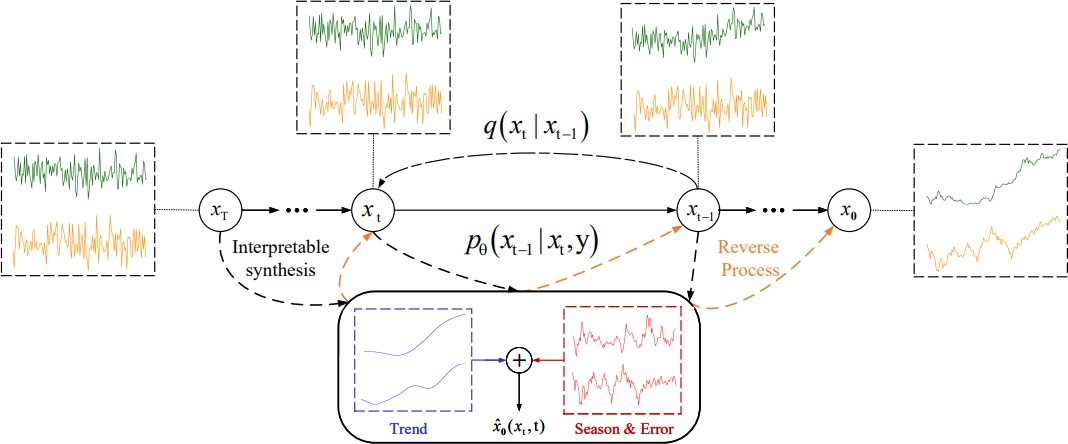 q(x_t | x_{t−1})
x_T
•••
x_t
x_{t−1}
•••
x_0
Interpretable
synthesis
p_θ(x_{t−1} | x_t, y)
Reverse
Process
+
x̂_0(x_t, t)
Trend
Season & Error